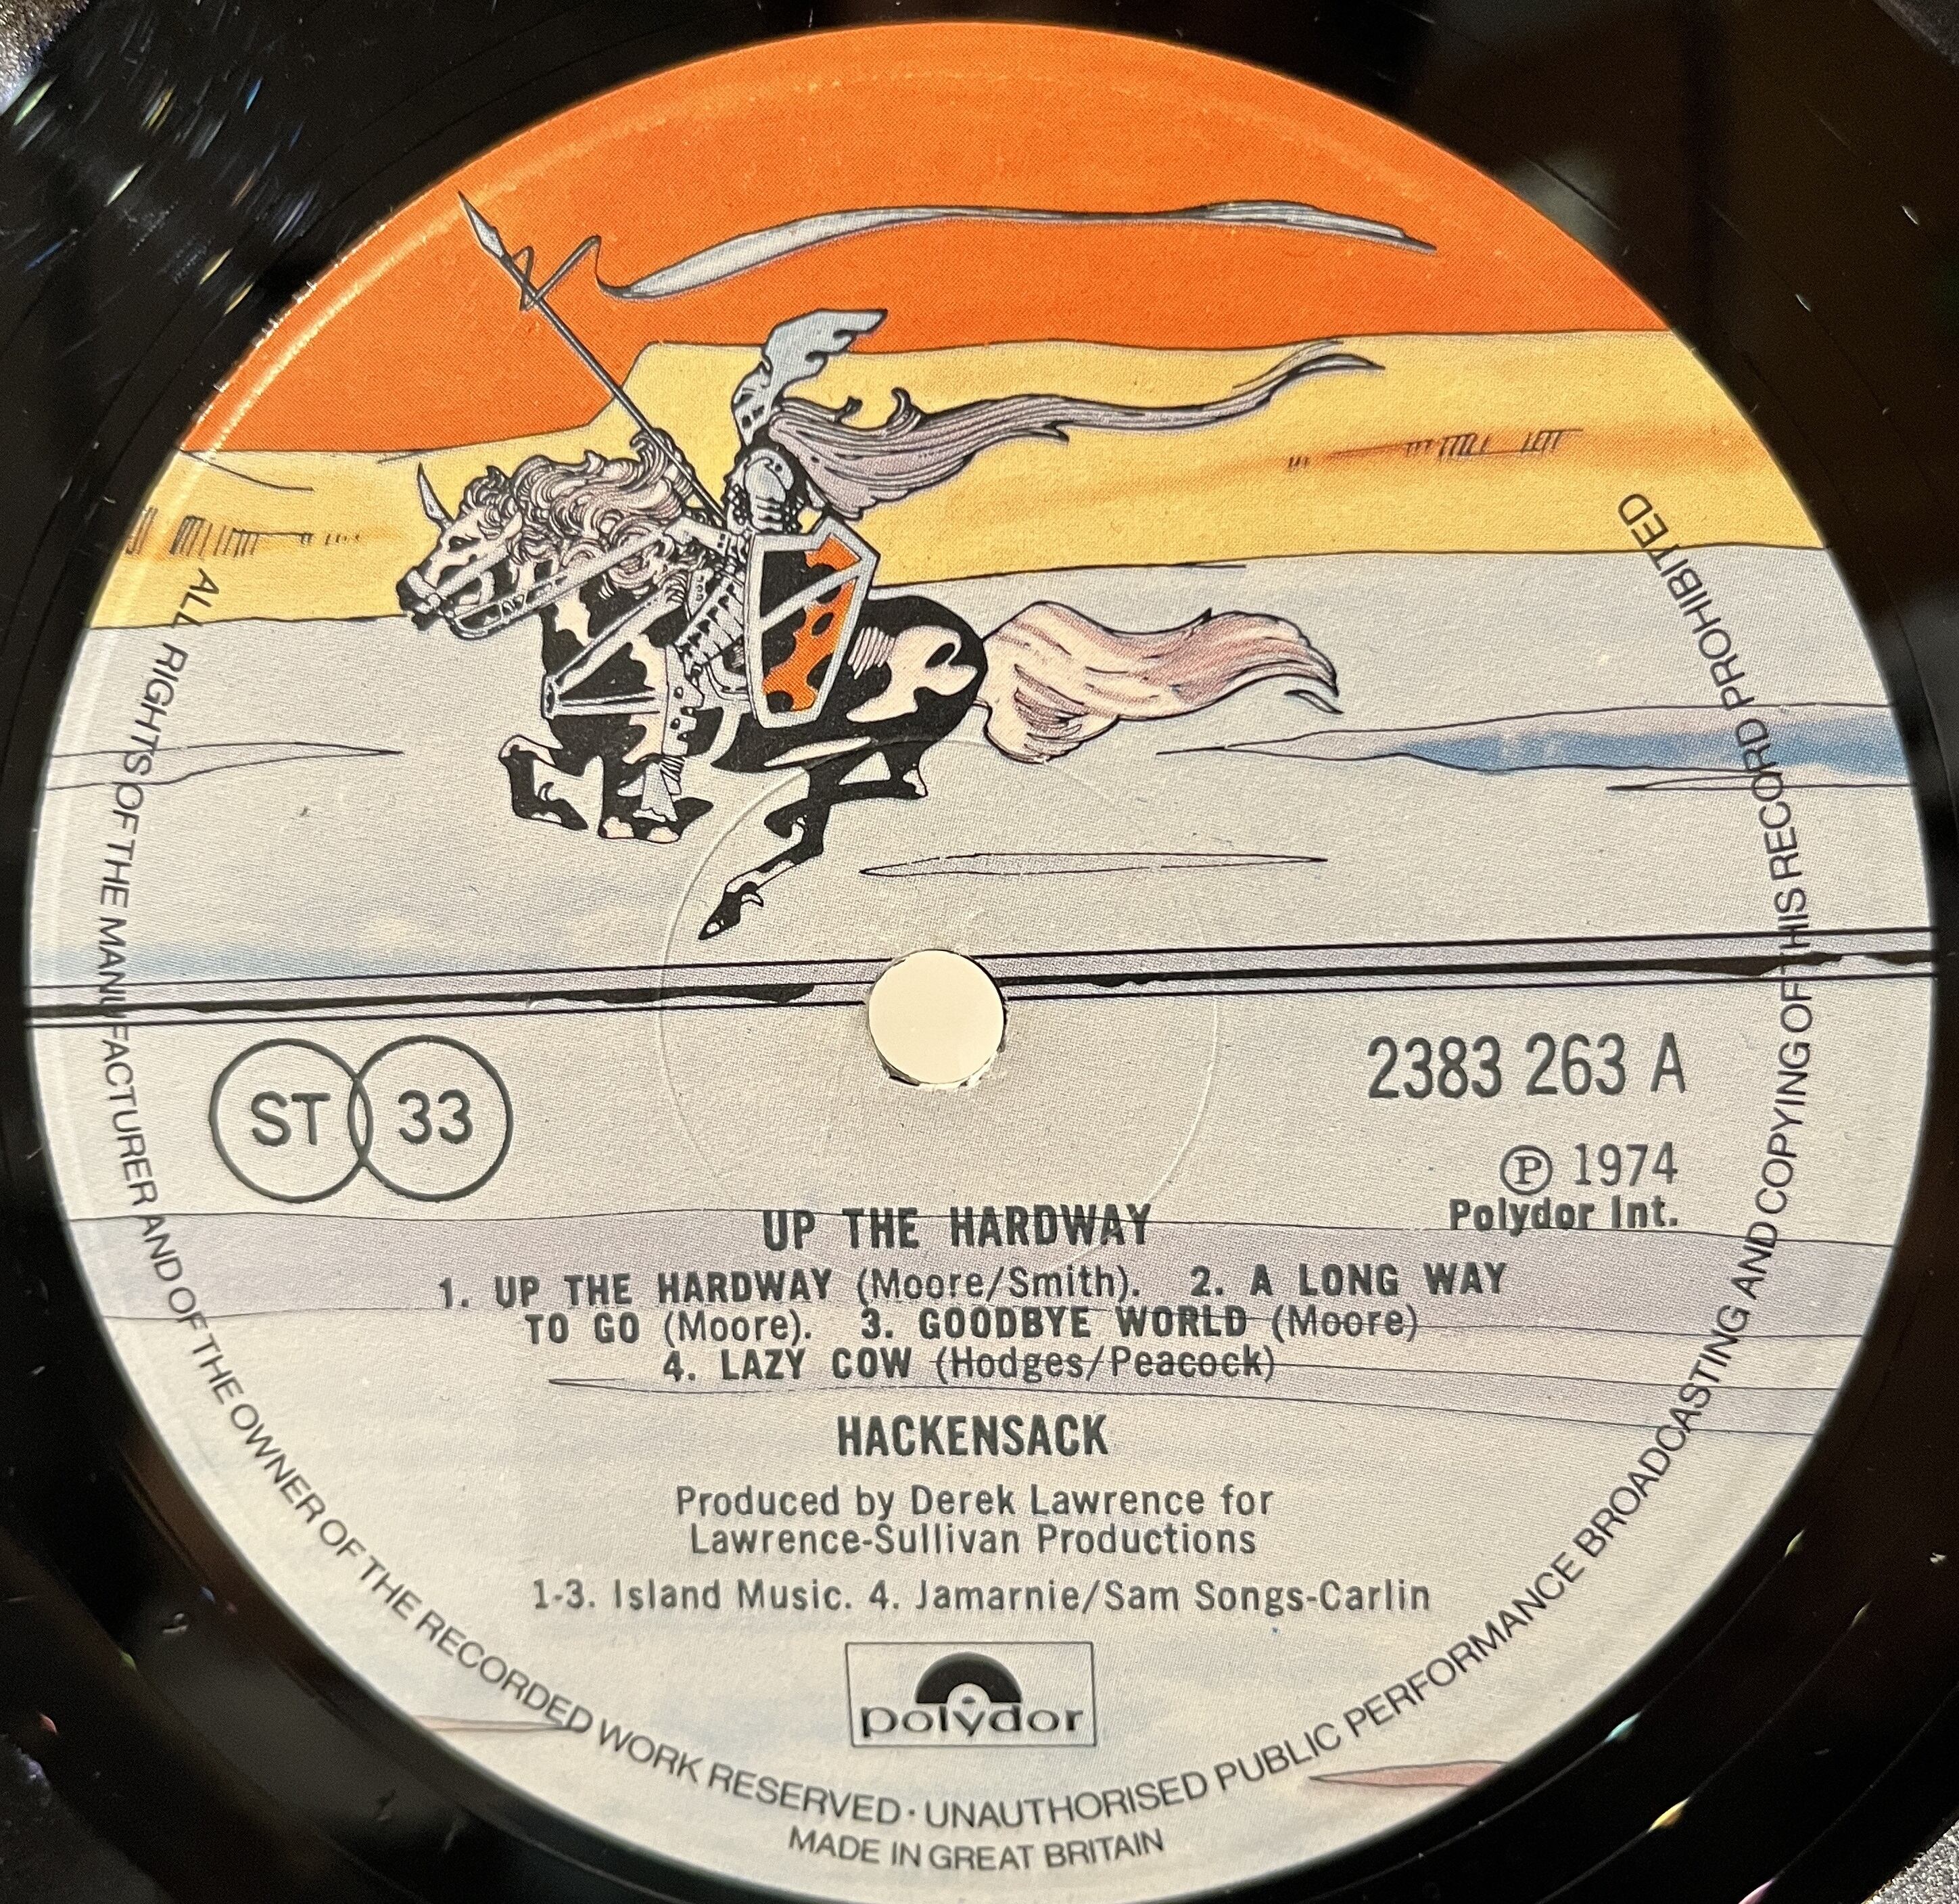 ST 33
2383 263 A
Ⓟ 1974
Polydor Int.
UP THE HARDWAY
1. UP THE HARDWAY (Moore/Smith). 2. A LONG WAY
TO GO (Moore). 3. GOODBYE WORLD (Moore)
4. LAZY COW (Hodges/Peacock)
HACKENSACK
Produced by Derek Lawrence for
Lawrence-Sullivan Productions
1-3. Island Music. 4. Jamarnie/Sam Songs-Carlin
polydor
ALL RIGHTS OF THE MANUFACTURER AND OF THE OWNER OF THE RECORDED WORK RESERVED · UNAUTHORISED PUBLIC PERFORMANCE BROADCASTING AND COPYING OF THIS RECORD PROHIBITED
MADE IN GREAT BRITAIN